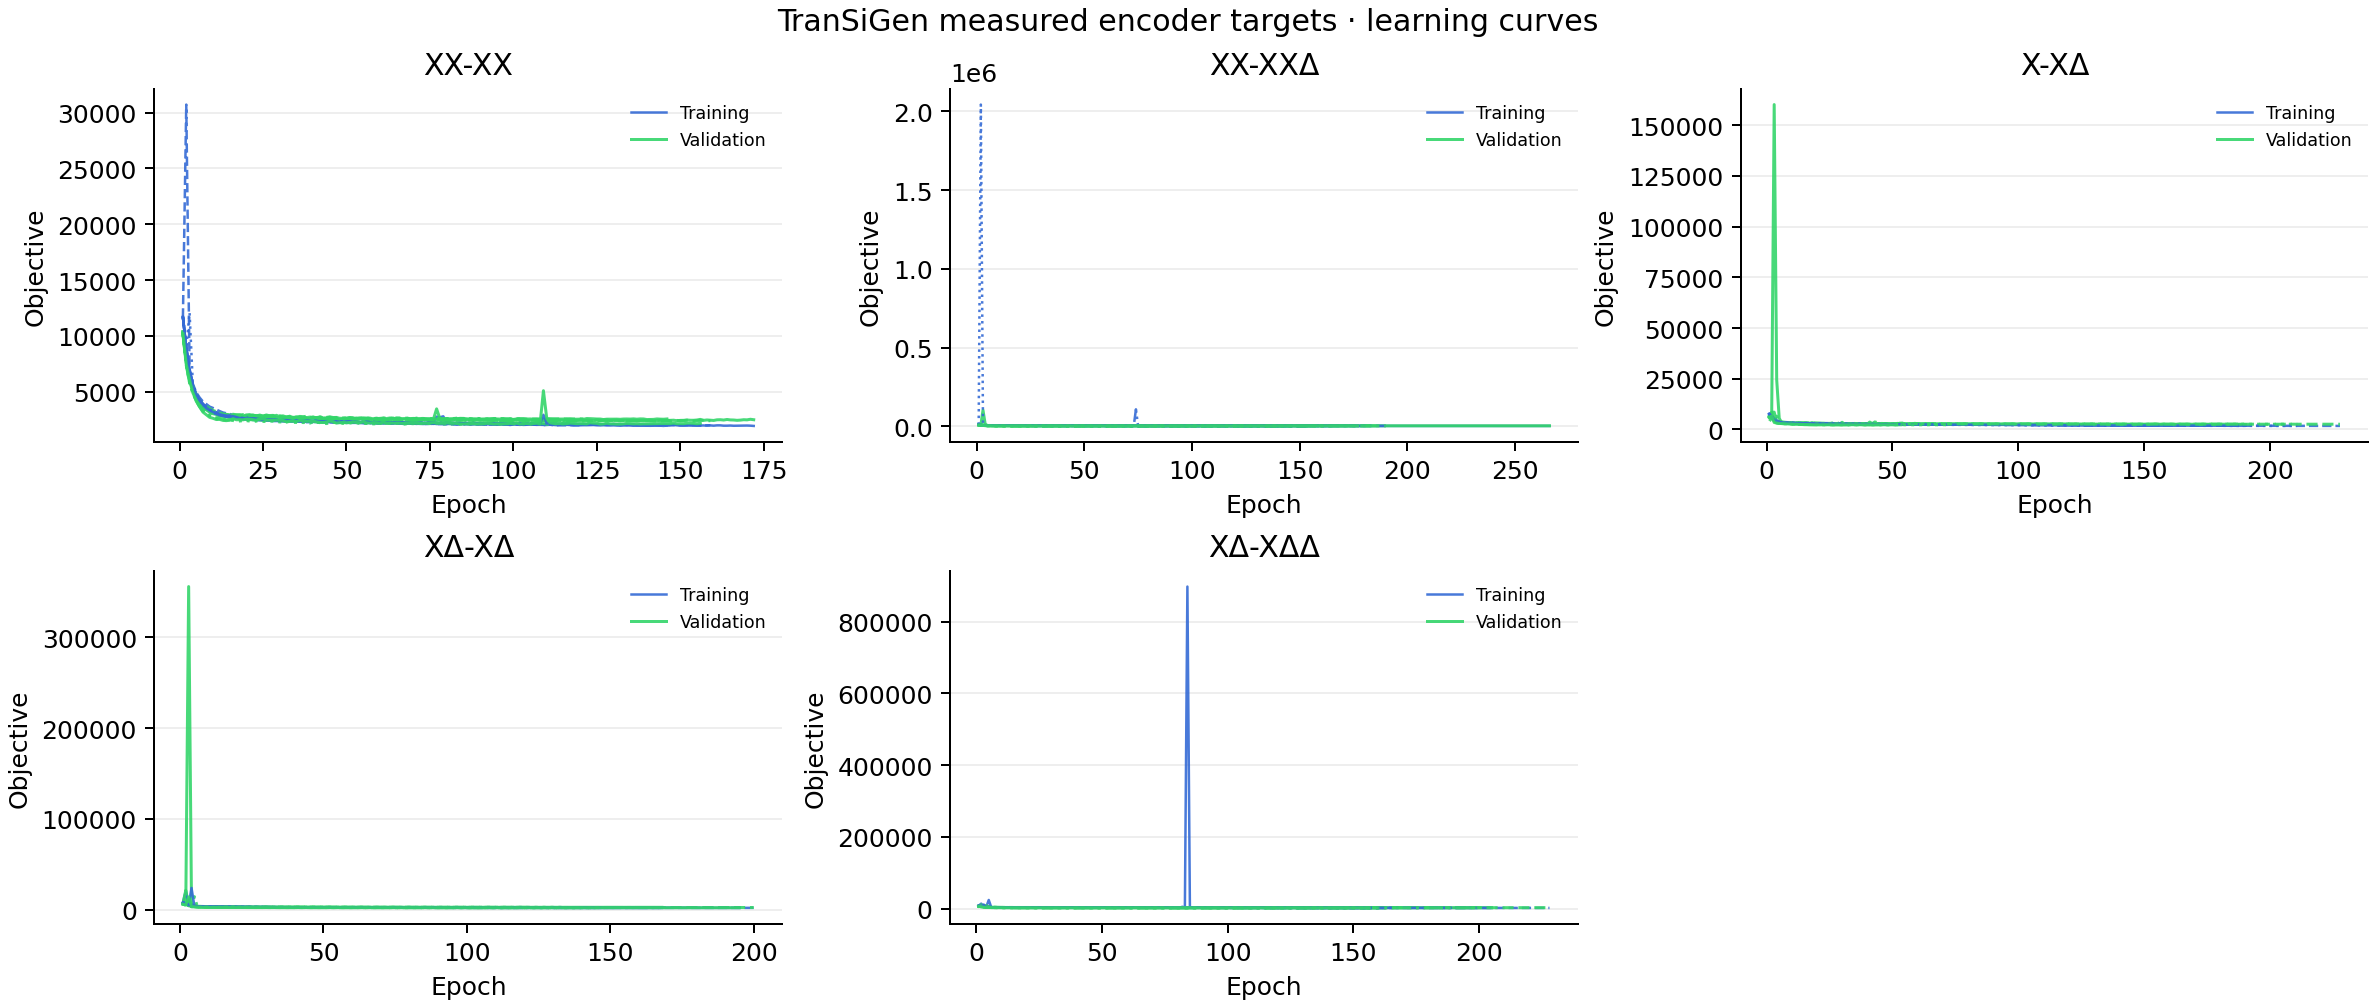 TranSiGen measured encoder targets · learning curves
XX-XX
30000
25000
20000
15000
10000
5000
Objective
Training
Validation
0 25 50 75 100 125 150 175
Epoch
XX-XXΔ
1e6
2.0
1.5
1.0
0.5
0.0
Objective
Training
Validation
0 50 100 150 200 250
Epoch
X-XΔ
150000
125000
100000
75000
50000
25000
0
Objective
Training
Validation
0 50 100 150 200
Epoch
XΔ-XΔ
300000
200000
100000
0
Objective
Training
Validation
0 50 100 150 200
Epoch
XΔ-XΔΔ
800000
600000
400000
200000
0
Objective
Training
Validation
0 50 100 150 200
Epoch